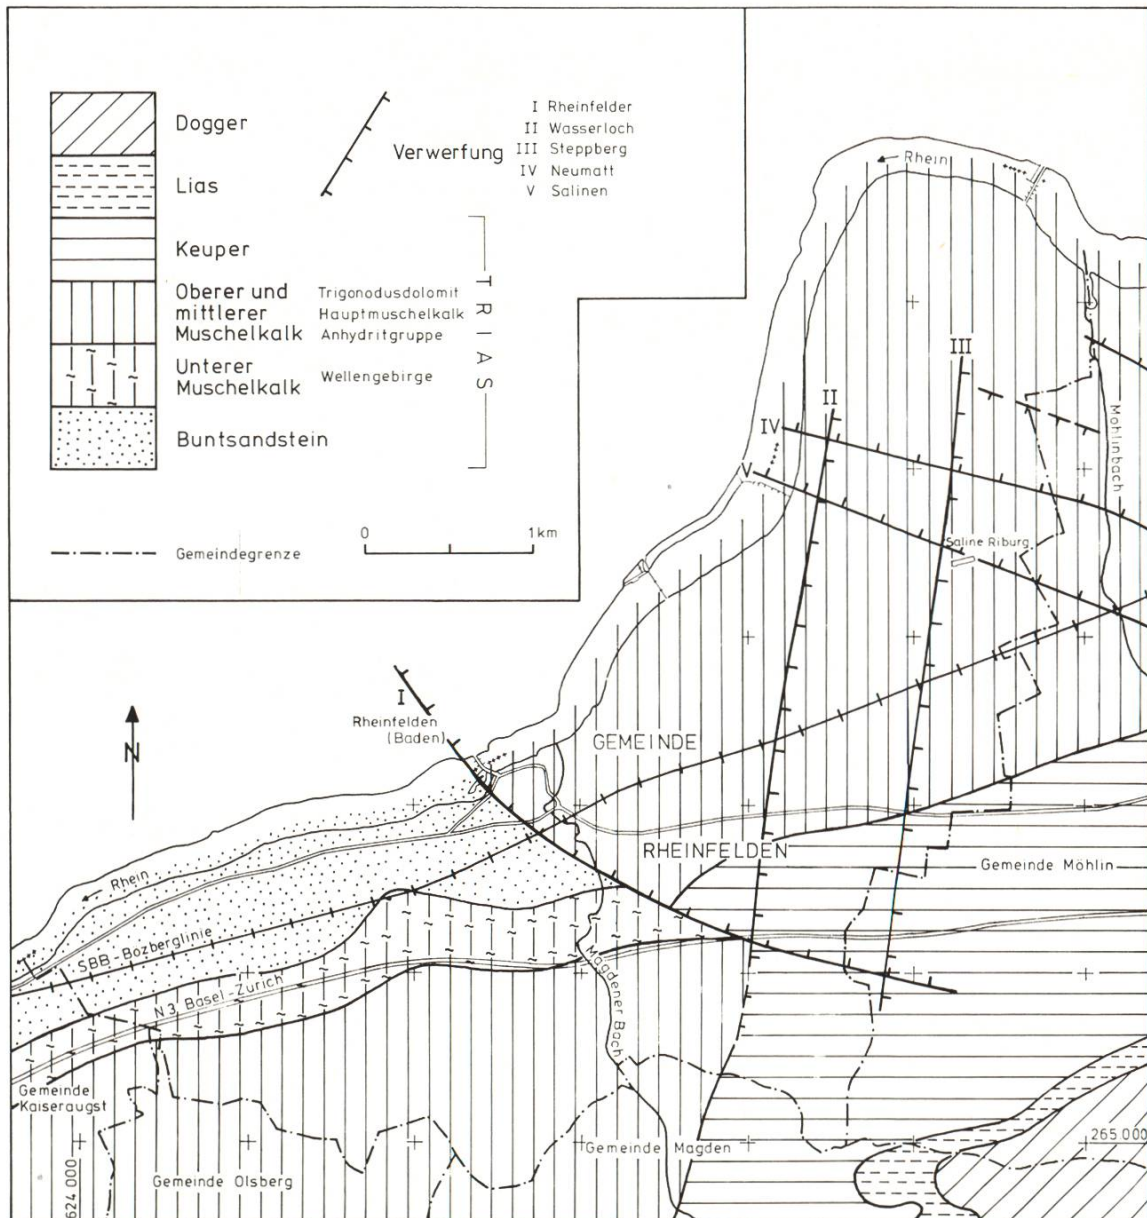 Dogger
Lias
Keuper
Oberer und
mittlerer
Muschelkalk
Trigonodusdolomit
Hauptmuschelkalk
Anhydritgruppe
Unterer
Muschelkalk
Wellengebirge
Buntsandstein
TRIAS
Verwerfung
I Rheinfelder
II Wasserloch
III Steppberg
IV Neumatt
V Salinen
Gemeindegrenze
0 1km
Rhein
III
II
IV
V
Möhlinbach
Saline Riburg
I
Rheinfelden
(Baden)
N
GEMEINDE
RHEINFELDEN
Gemeinde Möhlin
Rhein
SBB-Bözberglinie
N3 Basel-Zürich
Magdener Bach
Gemeinde
Kaiseraugst
Gemeinde Magden
265.000
Gemeinde Olsberg
624 000